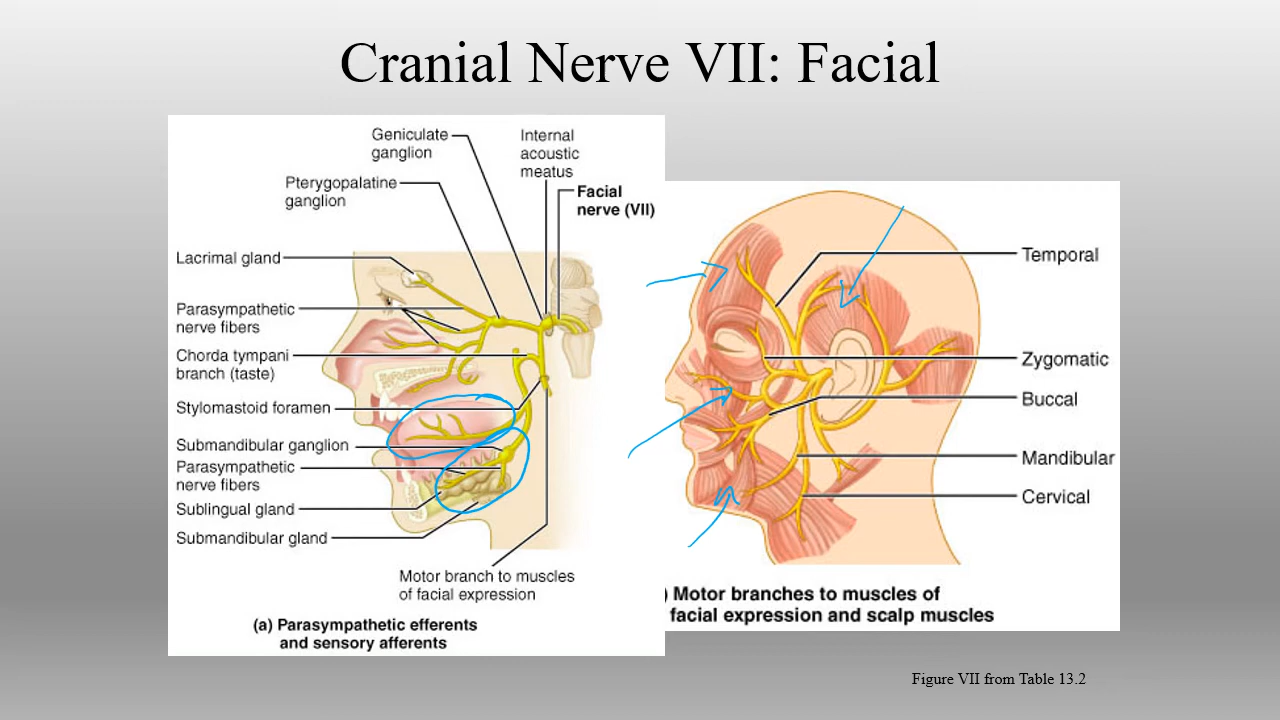 Cranial Nerve VII: Facial
Geniculate
ganglion
Internal
acoustic
meatus
Pterygopalatine
ganglion
Facial
nerve (VII)
Lacrimal gland
Parasympathetic
nerve fibers
Chorda tympani
branch (taste)
Stylomastoid foramen
Submandibular ganglion
Parasympathetic
nerve fibers
Sublingual gland
Submandibular gland
Motor branch to muscles
of facial expression
(a) Parasympathetic efferents
and sensory afferents
Temporal
Zygomatic
Buccal
Mandibular
Cervical
) Motor branches to muscles of
facial expression and scalp muscles
Figure VII from Table 13.2